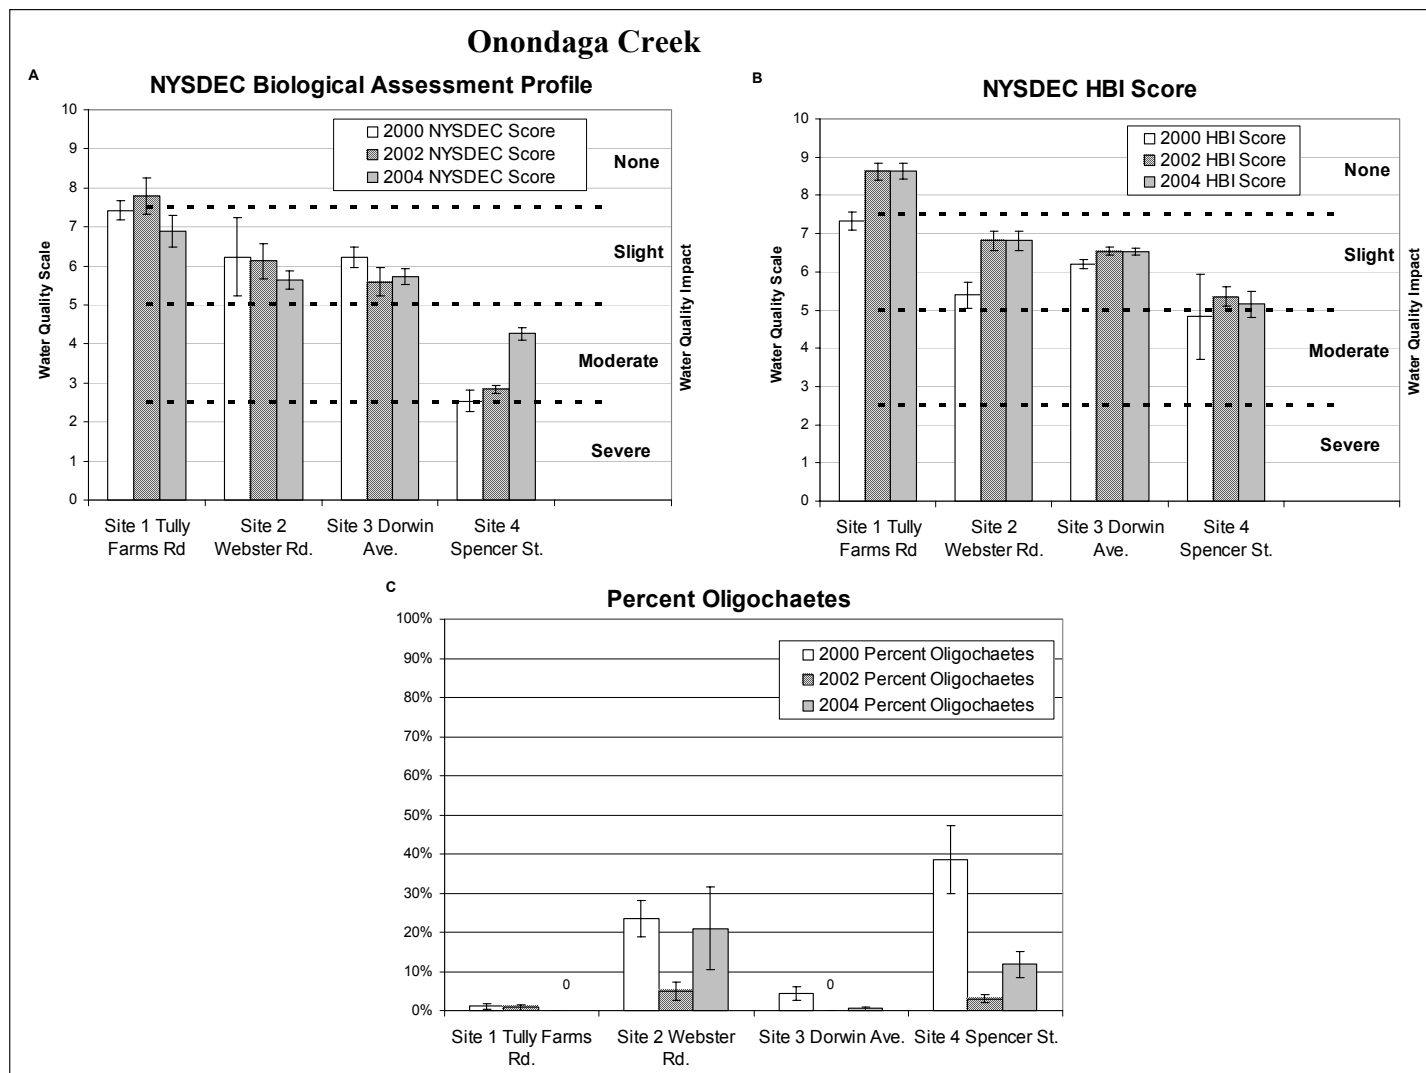 Onondaga Creek
A
NYSDEC Biological Assessment Profile
10
9
8
7
6
5
4
3
2
1
0
Water Quality Scale
2000 NYSDEC Score
2002 NYSDEC Score
2004 NYSDEC Score
None
Slight
Moderate
Severe
Water Quality Impact
Site 1 Tully
Farms Rd
Site 2
Webster Rd.
Site 3 Dorwin
Ave.
Site 4
Spencer St.
B
NYSDEC HBI Score
10
9
8
7
6
5
4
3
2
1
0
Water Quality Scale
2000 HBI Score
2002 HBI Score
2004 HBI Score
None
Slight
Moderate
Severe
Water Quality Impact
Site 1 Tully
Farms Rd
Site 2
Webster Rd.
Site 3 Dorwin
Ave.
Site 4
Spencer St.
C
Percent Oligochaetes
100%
90%
80%
70%
60%
50%
40%
30%
20%
10%
0%
2000 Percent Oligochaetes
2002 Percent Oligochaetes
2004 Percent Oligochaetes
0
0
Site 1 Tully Farms
Rd.
Site 2 Webster
Rd.
Site 3 Dorwin Ave.
Site 4 Spencer St.